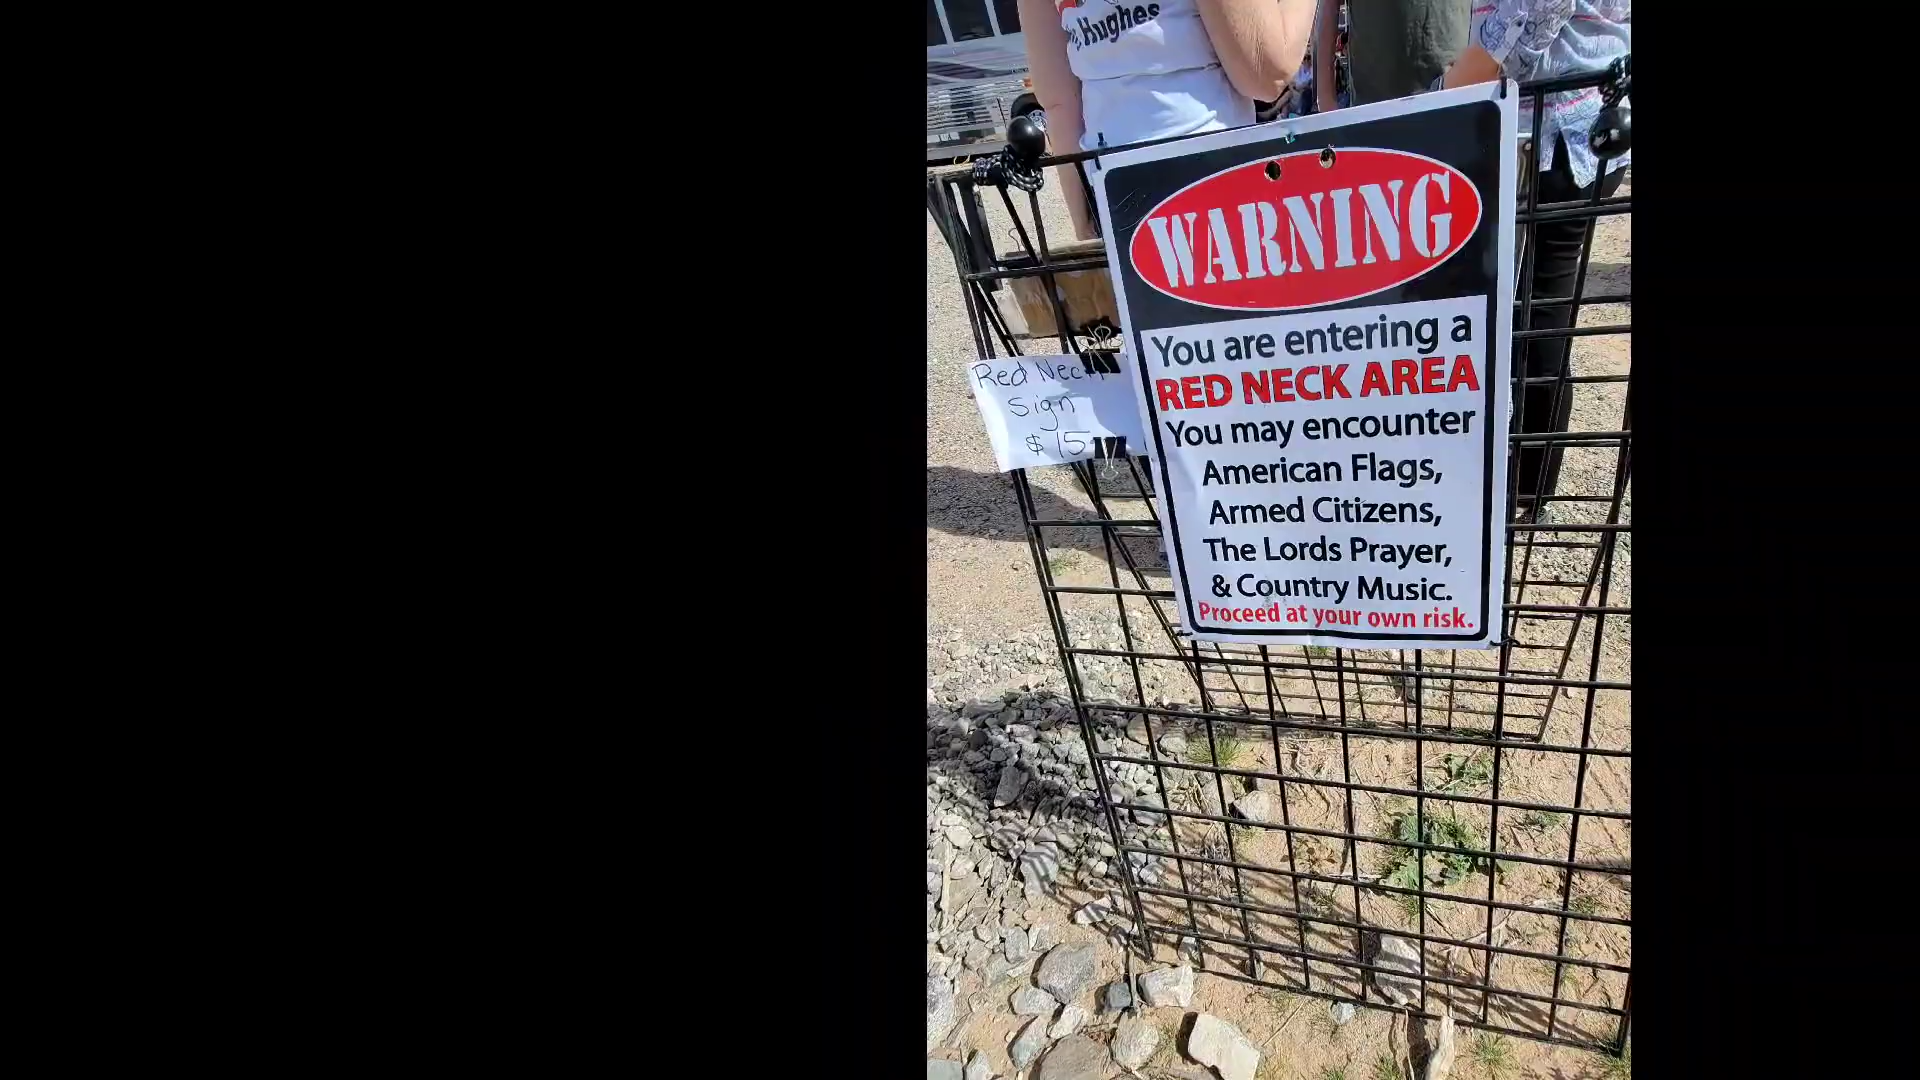 Hughes
WARNING
You are entering a
RED NECK AREA
You may encounter
American Flags,
Armed Citizens,
The Lords Prayer,
& Country Music.
Proceed at your own risk.
Red Neck
Sign
$15